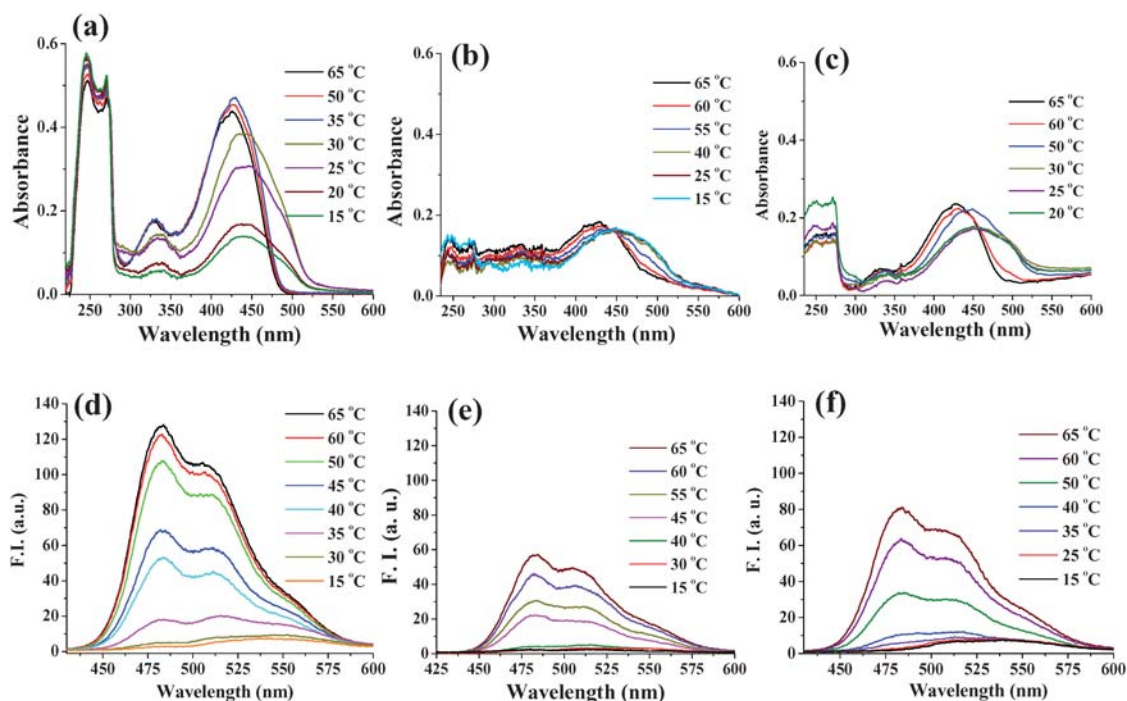 (a)
Absorbance
0.6
0.4
0.2
0.0
65 °C
50 °C
35 °C
30 °C
25 °C
20 °C
15 °C
250 300 350 400 450 500 550 600
Wavelength (nm)
(b)
Absorbance
0.6
0.4
0.2
0.0
65 °C
60 °C
55 °C
40 °C
25 °C
15 °C
250 300 350 400 450 500 550 600
Wavelength (nm)
(c)
Absorbance
0.6
0.4
0.2
0.0
65 °C
60 °C
50 °C
30 °C
25 °C
20 °C
250 300 350 400 450 500 550 600
Wavelength (nm)
(d)
F.I. (a.u.)
140
120
100
80
60
40
20
0
65 °C
60 °C
50 °C
45 °C
40 °C
35 °C
30 °C
15 °C
450 475 500 525 550 575 600
Wavelength (nm)
(e)
F. I. (a. u.)
140
120
100
80
60
40
20
0
65 °C
60 °C
55 °C
45 °C
40 °C
30 °C
15 °C
425 450 475 500 525 550 575 600
Wavelength (nm)
(f)
F. I. (a. u.)
140
120
100
80
60
40
20
0
65 °C
60 °C
50 °C
40 °C
35 °C
25 °C
15 °C
450 500 550 600
Wavelength (nm)